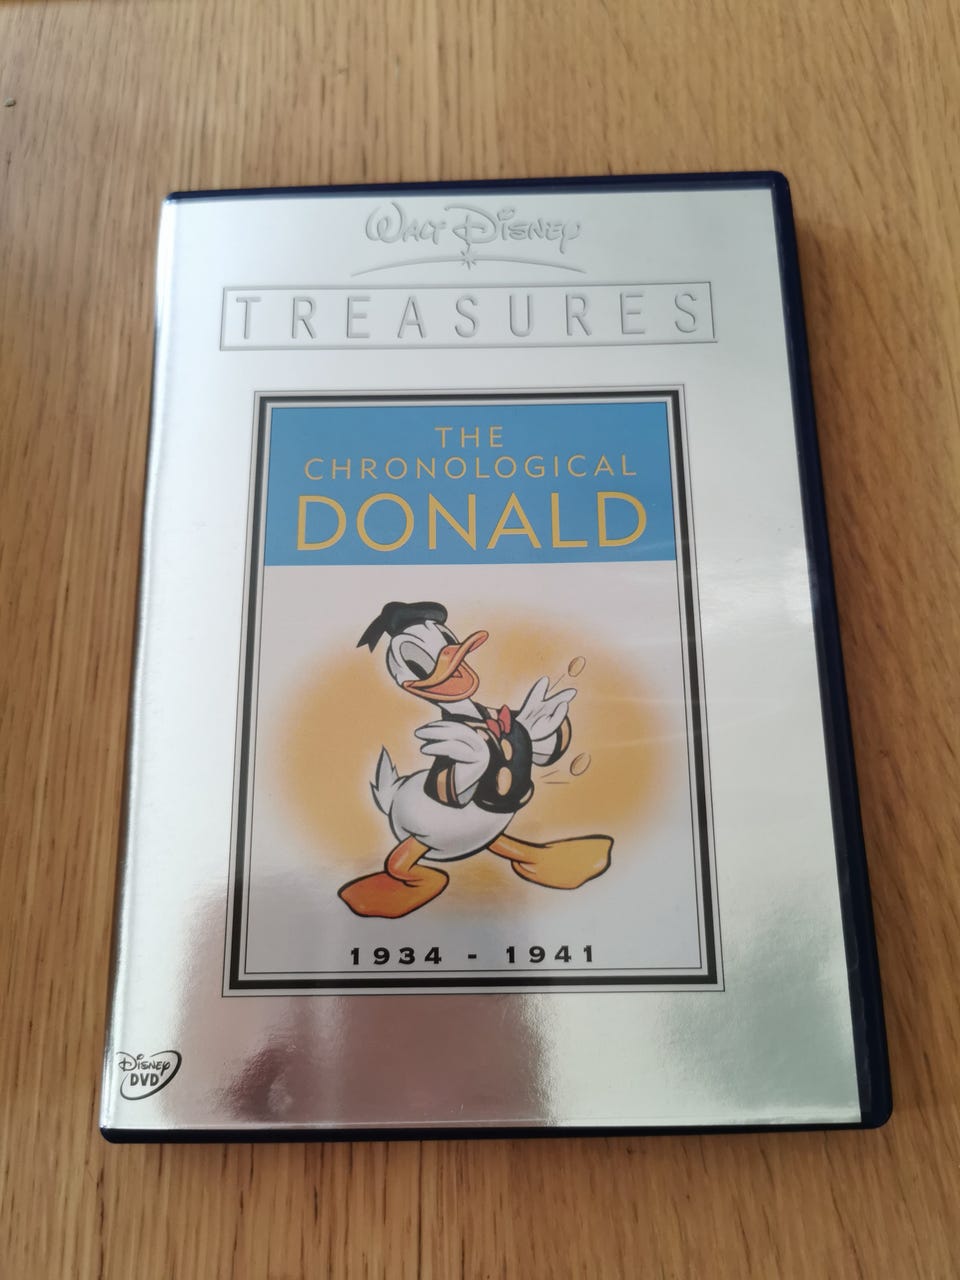 WALT DISNEY
TREASURES
THE
CHRONOLOGICAL
DONALD
1934 - 1941
DISNEY
DVD